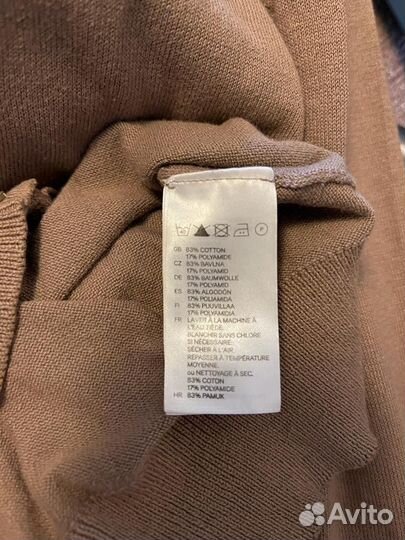 GB 83% COTTON
17% POLYAMIDE
CZ 83% BAVLNA
17% POLYAMID
DE 83% BAUMWOLLE
17% POLYAMID
ES 83% ALGODÓN
17% POLIAMIDA
FI 83% PUUVILLAA
17% POLYAMIDIA
FR LAVER À LA MACHINE À
L'EAU TIÈDE.
BLANCHIR SANS CHLORE
SI NÉCESSAIRE.
SÉCHER À L'AIR.
REPASSER À TEMPÉRATURE
MOYENNE.
ou NETTOYAGE À SEC.
83% COTON
17% POLYAMIDE
HR 83% PAMUK
Avito